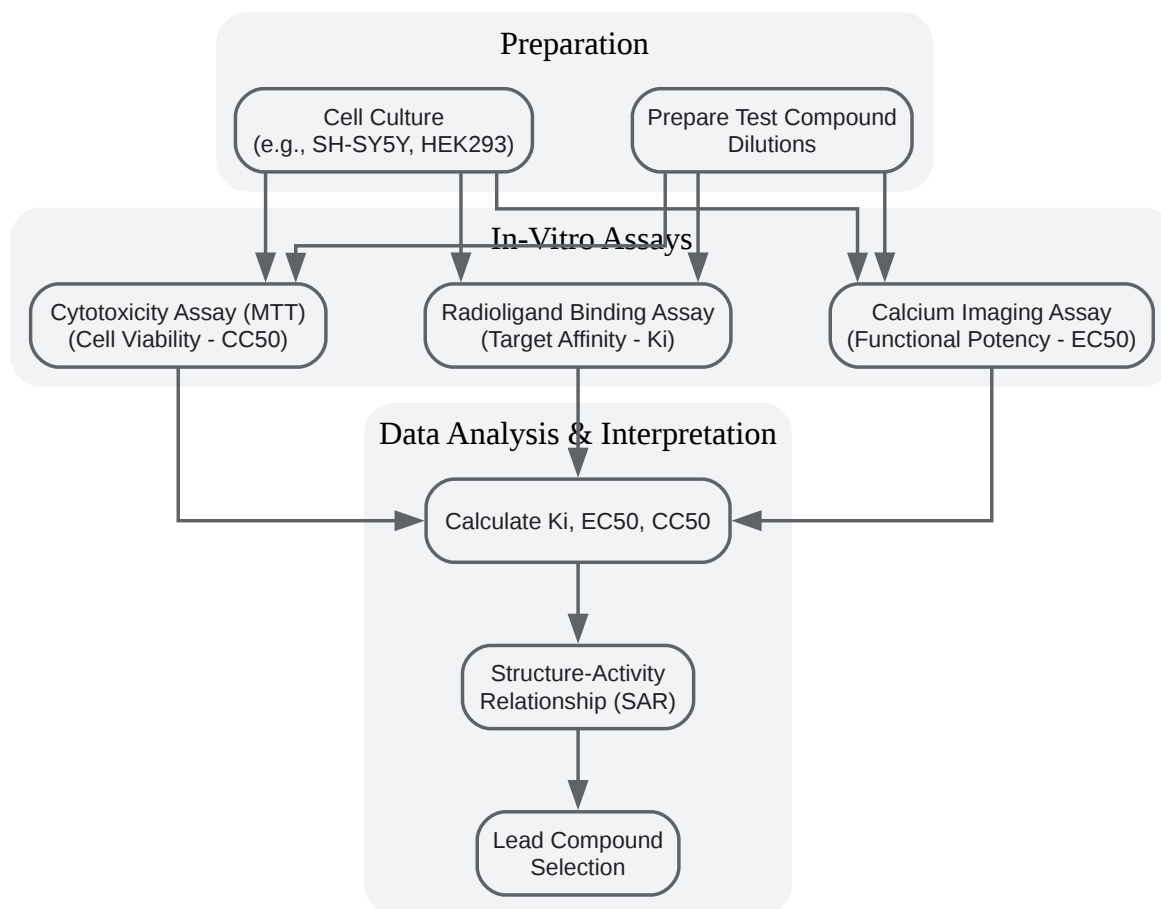 Preparation
Cell Culture
(e.g., SH-SY5Y, HEK293)
Prepare Test Compound
Dilutions
In-Vitro Assays
Cytotoxicity Assay (MTT)
(Cell Viability - CC50)
Radioligand Binding Assay
(Target Affinity - Ki)
Calcium Imaging Assay
(Functional Potency - EC50)
Data Analysis & Interpretation
Calculate Ki, EC50, CC50
Structure-Activity
Relationship (SAR)
Lead Compound
Selection